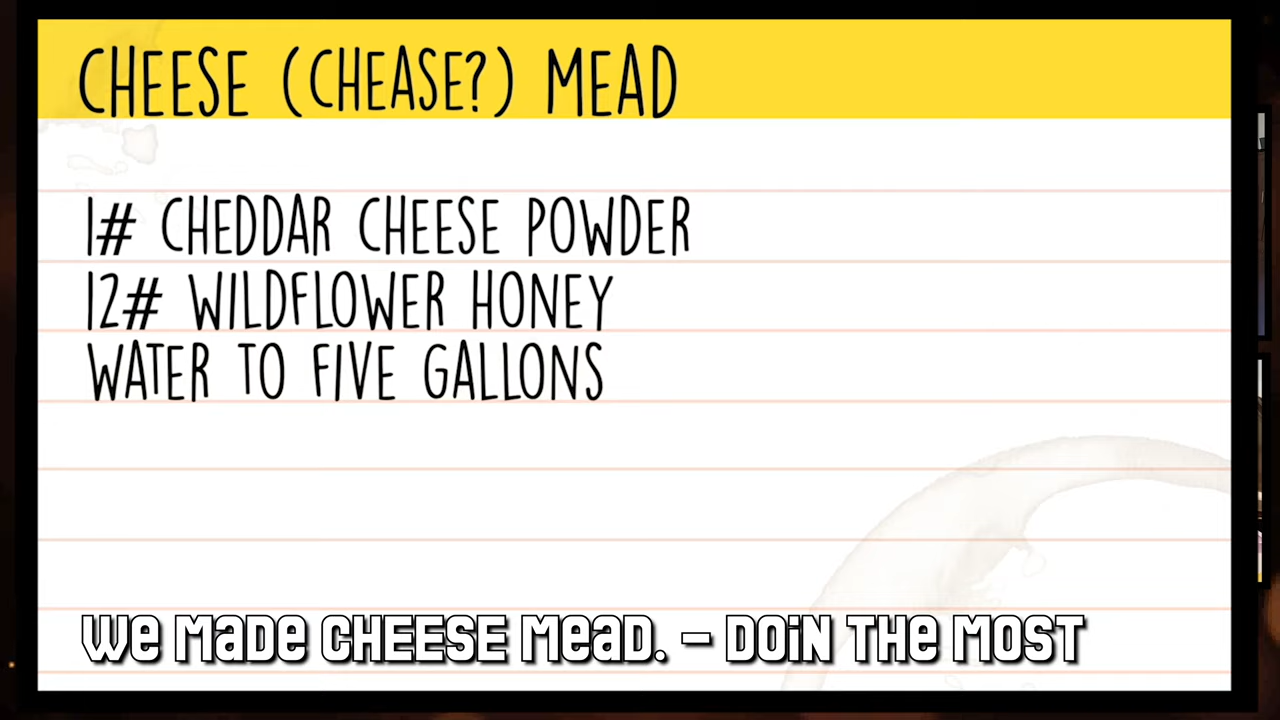 CHEESE (CHEASE?) MEAD
1# CHEDDAR CHEESE POWDER
12# WILDFLOWER HONEY
WATER TO FIVE GALLONS
We Made CHEESE Mead. - Doin The Most